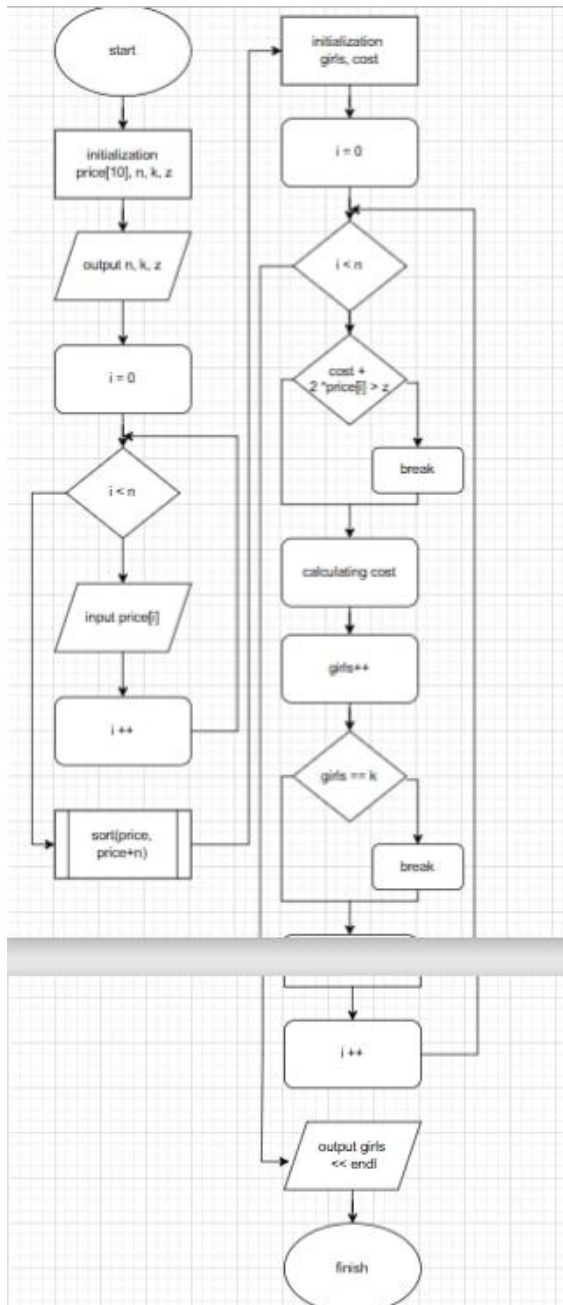 start
initialization
price[10], n, k, z
output n, k, z
i = 0
i < n
input price[i]
i ++
sort(price,
price+n)
initialization
girls, cost
i = 0
i < n
cost +
2 *price[i] > z
break
calculating cost
girls++
girls == k
break
i ++
output girls
<< endl
finish